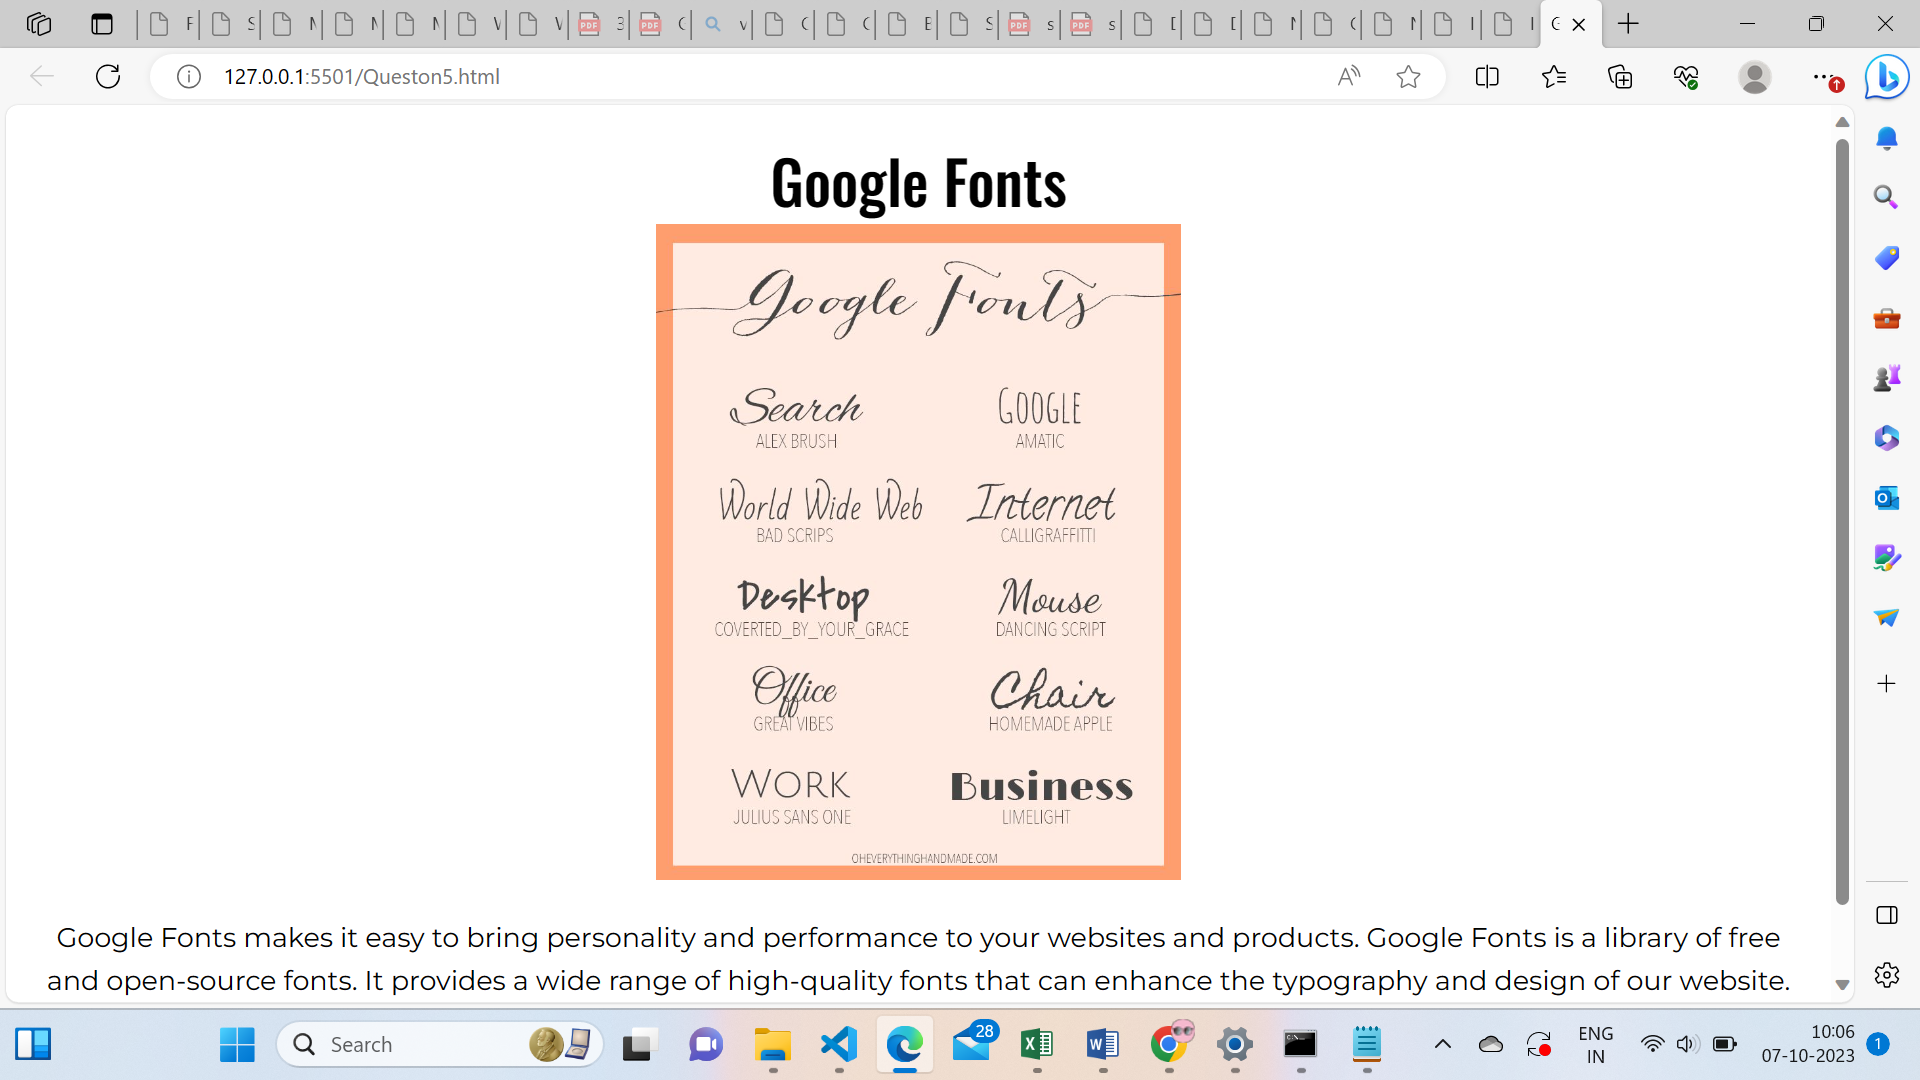 127.0.0.1:5501/Queston5.html
Google Fonts
Google Fonts
Search
ALEX BRUSH
GOOGLE
AMATIC
World Wide Web
BAD SCRIPS
Internet
CALLIGRAFFITTI
Desktop
COVERTED_BY_YOUR_GRACE
Mouse
DANCING SCRIPT
Office
GREAT VIBES
Chair
HOMEMADE APPLE
WORK
JULIUS SANS ONE
Business
LIMELIGHT
OHEVERYTHINGHANDMADE.COM
Google Fonts makes it easy to bring personality and performance to your websites and products. Google Fonts is a library of free
and open-source fonts. It provides a wide range of high-quality fonts that can enhance the typography and design of our website.
Search
28
ENG
IN
10:06
07-10-2023
1